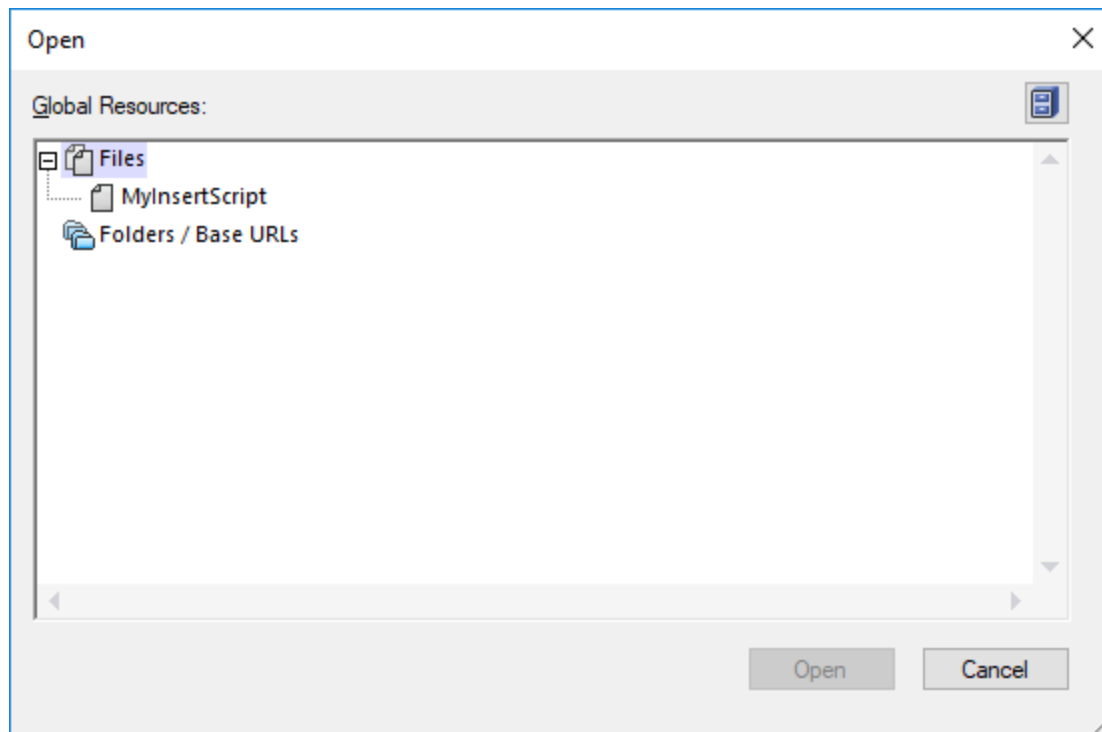 Open
Global Resources:
Files
MyInsertScript
Folders / Base URLs
Open
Cancel